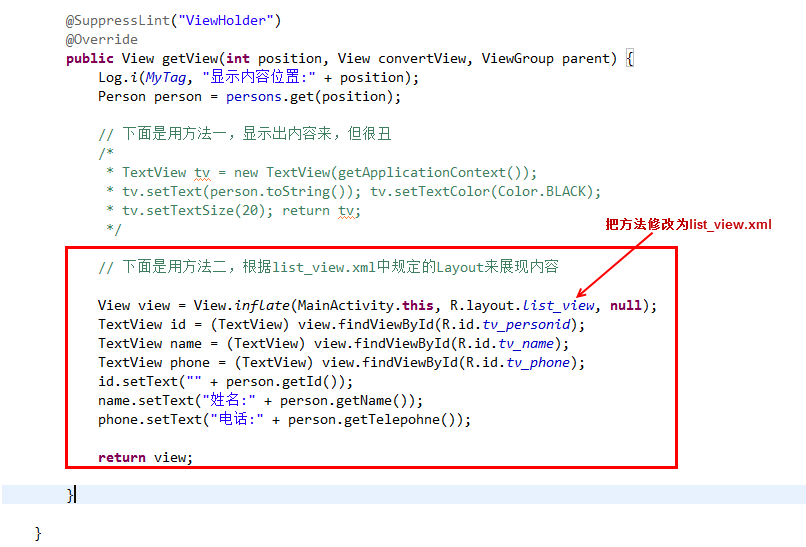 @SuppressLint("ViewHolder")
@Override
public View getView(int position, View convertView, ViewGroup parent) {
Log.i(MyTag, "显示内容位置:" + position);
Person person = persons.get(position);
// 下面是用方法一，显示出内容来，但很丑
/*
* TextView tv = new TextView(getApplicationContext());
* tv.setText(person.toString()); tv.setTextColor(Color.BLACK);
* tv.setTextSize(20); return tv;
*/
把方法修改为list_view.xml
// 下面是用方法二，根据list_view.xml中规定的Layout来展现内容
View view = View.inflate(MainActivity.this, R.layout.list_view, null);
TextView id = (TextView) view.findViewById(R.id.tv_personid);
TextView name = (TextView) view.findViewById(R.id.tv_name);
TextView phone = (TextView) view.findViewById(R.id.tv_phone);
id.setText("" + person.getId());
name.setText("姓名:" + person.getName());
phone.setText("电话:" + person.getTelepohne());
return view;
}
}